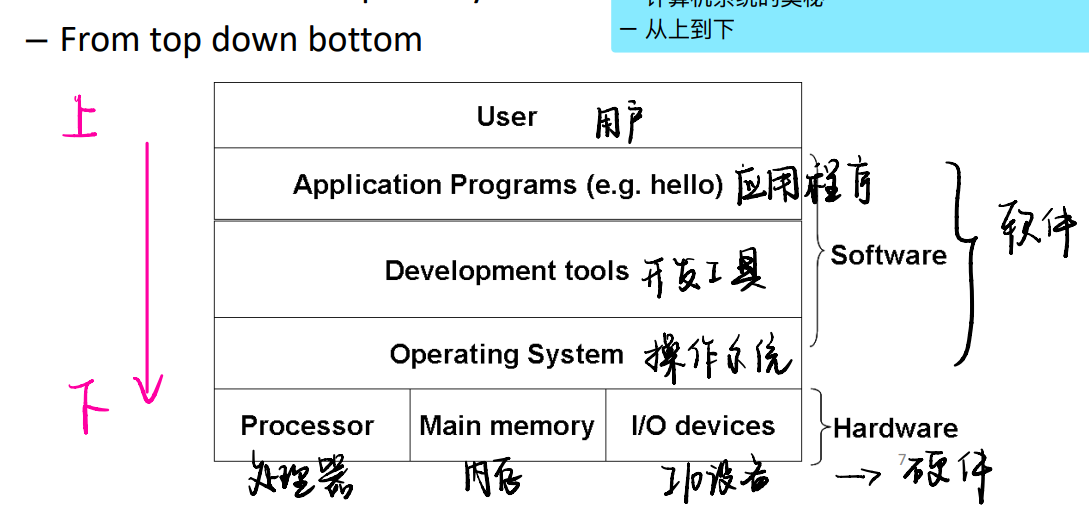 计算机系统的奥秘
– From top down bottom
– 从上到下
上
User 用户
Application Programs (e.g. hello) 应用程序
软件
Software
Development tools 开发工具
Operating System 操作系统
下
Processor Main memory I/O devices
Hardware
处理器 内存 I/O设备
7
→ 硬件